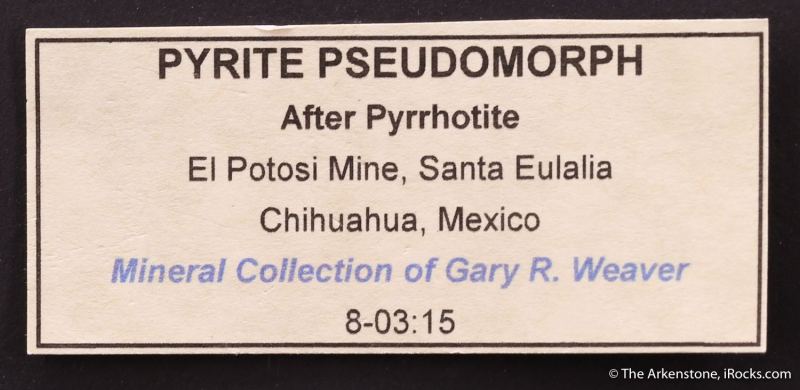 PYRITE PSEUDOMORPH
After Pyrrhotite
El Potosi Mine, Santa Eulalia
Chihuahua, Mexico
Mineral Collection of Gary R. Weaver
8-03:15
© The Arkenstone, iRocks.com